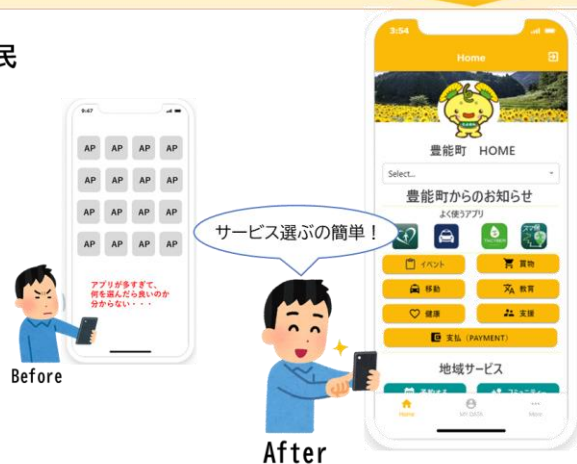 民
9:47
AP AP AP AP
AP AP AP AP
AP AP AP AP
AP AP AP AP
アプリが多すぎて、
何を選んだら良いのか
分からない・・・
Before
サービス選ぶの簡単！
After
3:54
Home
豊能町 HOME
Select...
豊能町からのお知らせ
よく使うアプリ
イベント
買物
移動
教育
健康
支援
支払（PAYMENT）
地域サービス
Home
MY DATA
More